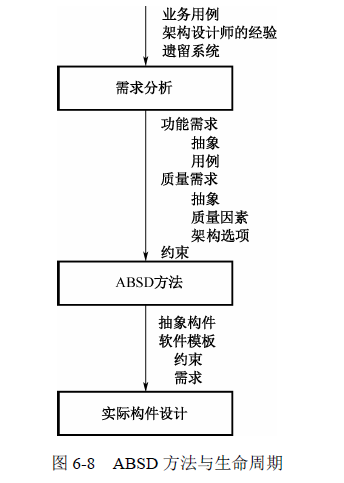 业务用例
架构设计师的经验
遗留系统
需求分析
功能需求
抽象
用例
质量需求
抽象
质量因素
架构选项
约束
ABSD方法
抽象构件
软件模板
约束
需求
实际构件设计
图 6-8 ABSD 方法与生命周期